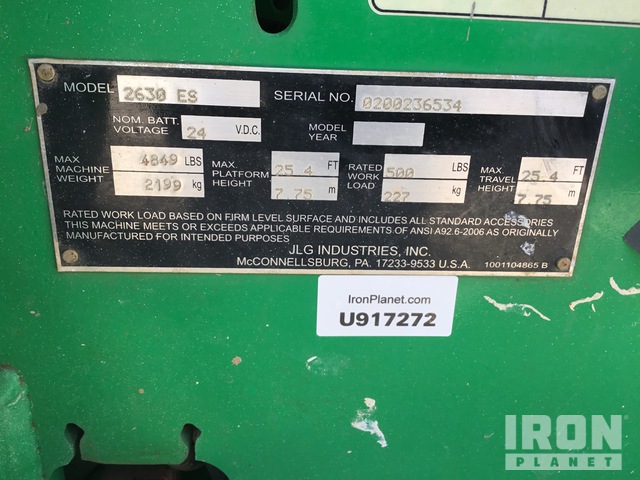 MODEL 2630 ES SERIAL NO. 0200236534
NOM. BATT. VOLTAGE 24 V.D.C. MODEL YEAR
MAX MACHINE WEIGHT 4849 LBS 2199 kg
MAX. PLATFORM HEIGHT 25.4 FT 7.75 m
RATED WORK LOAD 500 LBS 227 kg
MAX. TRAVEL HEIGHT 25.4 FT 7.75 m
RATED WORK LOAD BASED ON FIRM LEVEL SURFACE AND INCLUDES ALL STANDARD ACCESSORIES
THIS MACHINE MEETS OR EXCEEDS APPLICABLE REQUIREMENTS OF ANSI A92.6-2006 AS ORIGINALLY
MANUFACTURED FOR INTENDED PURPOSES
JLG INDUSTRIES, INC.
McCONNELLSBURG, PA. 17233-9533 U.S.A.
1001104865 B
IronPlanet.com
U917272
IRON
PLANET